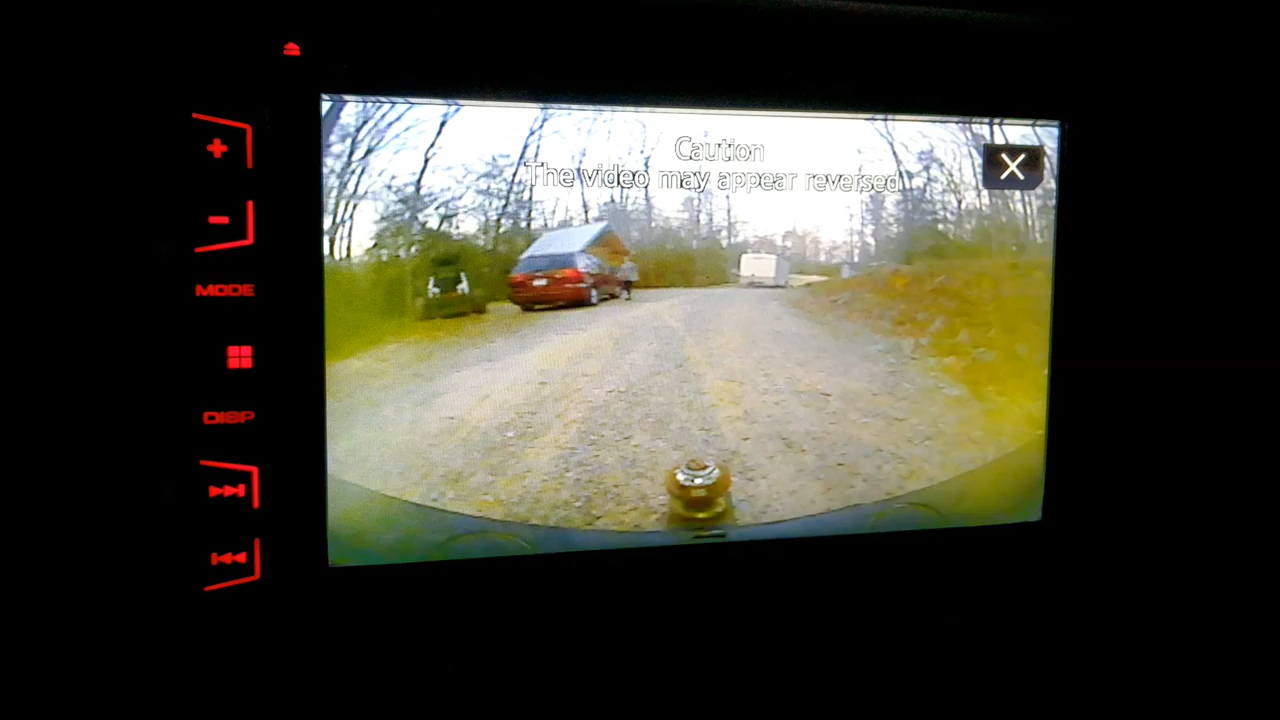 Caution
The video may appear reversed
X
+
-
MODE
DISP